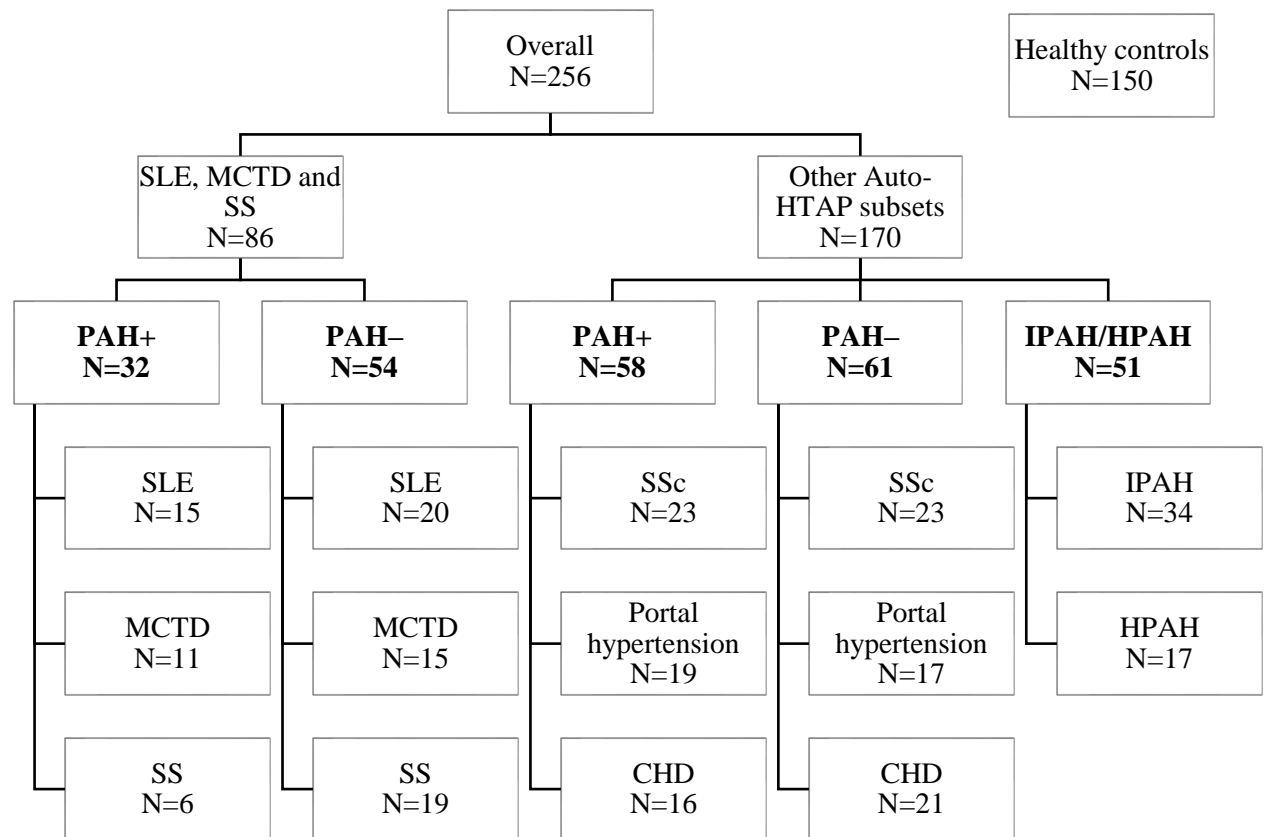 Overall
N=256
Healthy controls
N=150
SLE, MCTD and
SS
N=86
Other Auto-
HTAP subsets
N=170
PAH+
N=32
PAH–
N=54
PAH+
N=58
PAH–
N=61
IPAH/HPAH
N=51
SLE
N=15
SLE
N=20
SSc
N=23
SSc
N=23
IPAH
N=34
MCTD
N=11
MCTD
N=15
Portal
hypertension
N=19
Portal
hypertension
N=17
HPAH
N=17
SS
N=6
SS
N=19
CHD
N=16
CHD
N=21